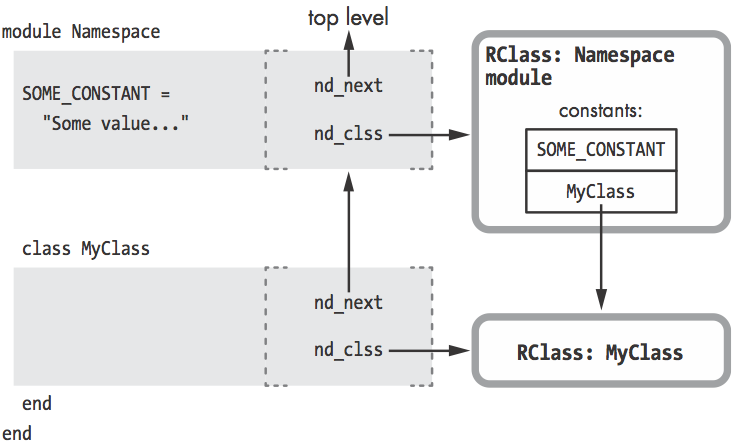 top level
module Namespace
SOME_CONSTANT =
"Some value..."
nd_next
nd_clss
RClass: Namespace
module
constants:
SOME_CONSTANT
MyClass
class MyClass
nd_next
nd_clss
RClass: MyClass
end
end